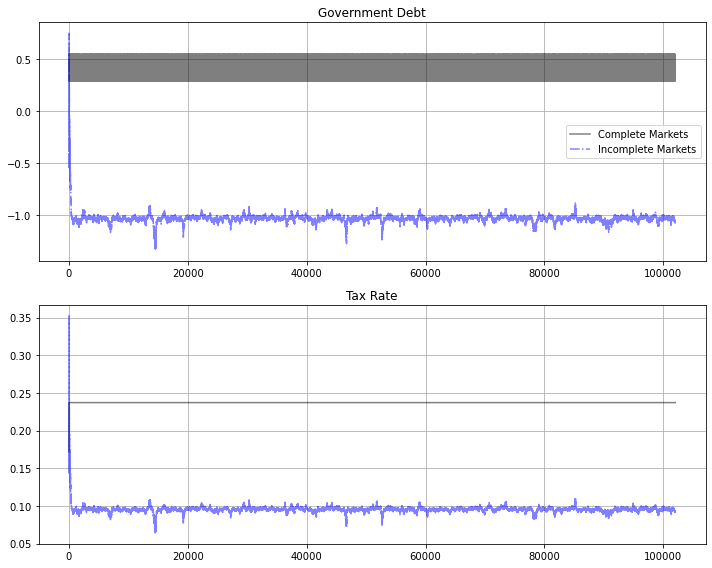 Government Debt
0.5
0.0
−0.5
−1.0
Complete Markets
Incomplete Markets
0 20000 40000 60000 80000 100000
Tax Rate
0.35
0.30
0.25
0.20
0.15
0.10
0.05
0 20000 40000 60000 80000 100000